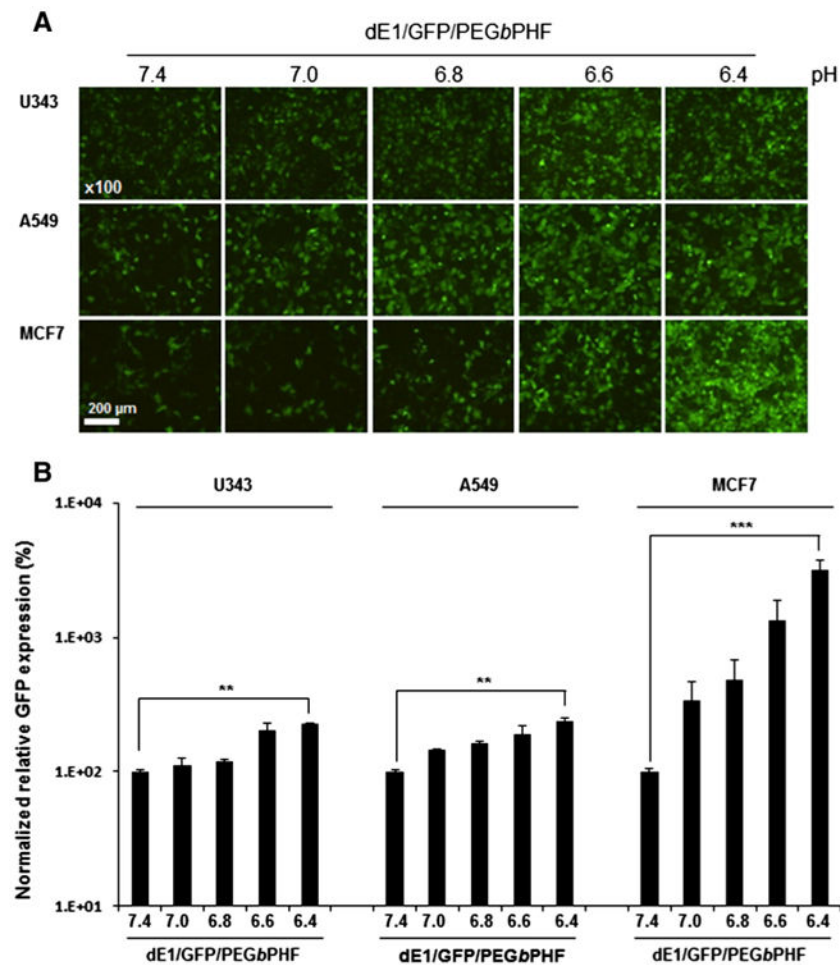 A
dE1/GFP/PEGbPHF
7.4 7.0 6.8 6.6 6.4 pH
U343
x100
A549
MCF7
200 µm
B
U343 A549 MCF7
Normalized relative GFP expression (%)
1.E+04
1.E+03
1.E+02
1.E+01
** ** ***
7.4 7.0 6.8 6.6 6.4 7.4 7.0 6.8 6.6 6.4 7.4 7.0 6.8 6.6 6.4
dE1/GFP/PEGbPHF dE1/GFP/PEGbPHF dE1/GFP/PEGbPHF